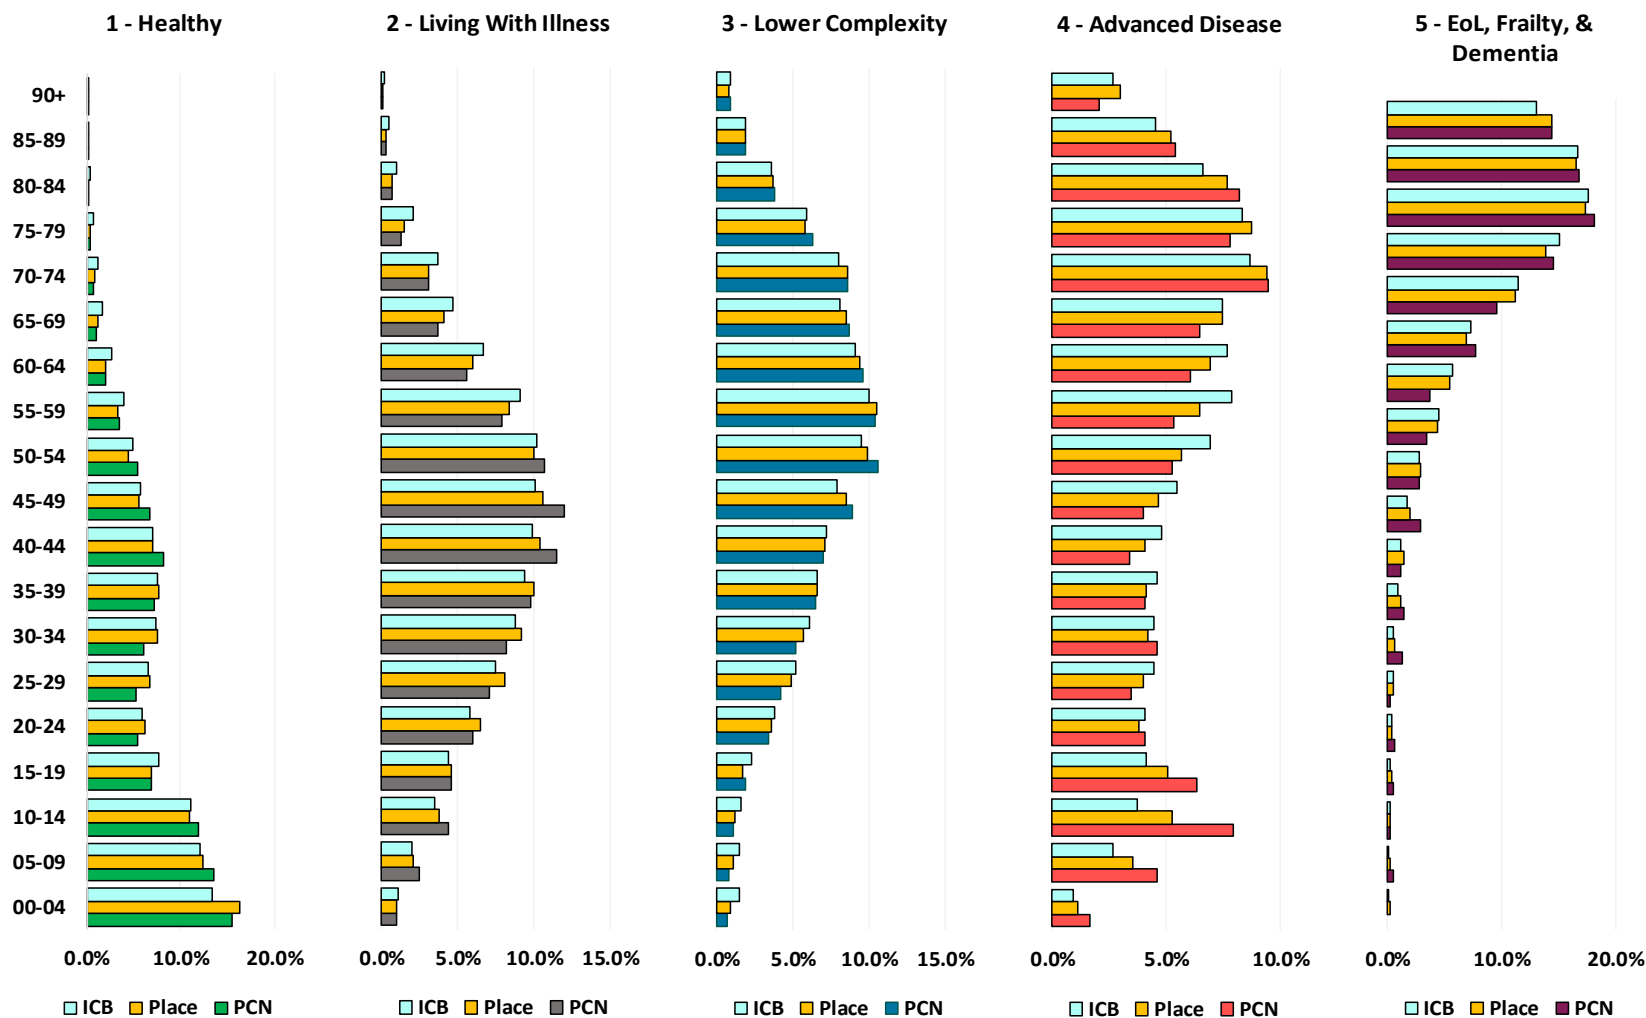 1 - Healthy
2 - Living With Illness
3 - Lower Complexity
4 - Advanced Disease
5 - EoL, Frailty, &
Dementia
90+
85-89
80-84
75-79
70-74
65-69
60-64
55-59
50-54
45-49
40-44
35-39
30-34
25-29
20-24
15-19
10-14
05-09
00-04
0.0% 10.0% 20.0%
0.0% 5.0% 10.0% 15.0%
0.0% 5.0% 10.0% 15.0%
0.0% 5.0% 10.0%
0.0% 10.0% 20.0%
ICB Place PCN
ICB Place PCN
ICB Place PCN
ICB Place PCN
ICB Place PCN